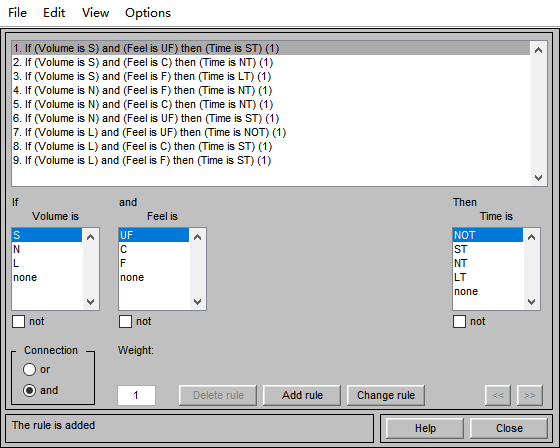 File Edit View Options
1. If (Volume is S) and (Feel is UF) then (Time is ST) (1)
2. If (Volume is S) and (Feel is C) then (Time is NT) (1)
3. If (Volume is S) and (Feel is F) then (Time is LT) (1)
4. If (Volume is N) and (Feel is F) then (Time is NT) (1)
5. If (Volume is N) and (Feel is C) then (Time is NT) (1)
6. If (Volume is N) and (Feel is UF) then (Time is ST) (1)
7. If (Volume is L) and (Feel is UF) then (Time is NOT) (1)
8. If (Volume is L) and (Feel is C) then (Time is ST) (1)
9. If (Volume is L) and (Feel is F) then (Time is ST) (1)
If
Volume is
S
N
L
none
not
and
Feel is
UF
C
F
none
not
Then
Time is
NOT
ST
NT
LT
none
not
Connection
or
and
Weight:
1
Delete rule
Add rule
Change rule
<<
>>
The rule is added
Help
Close